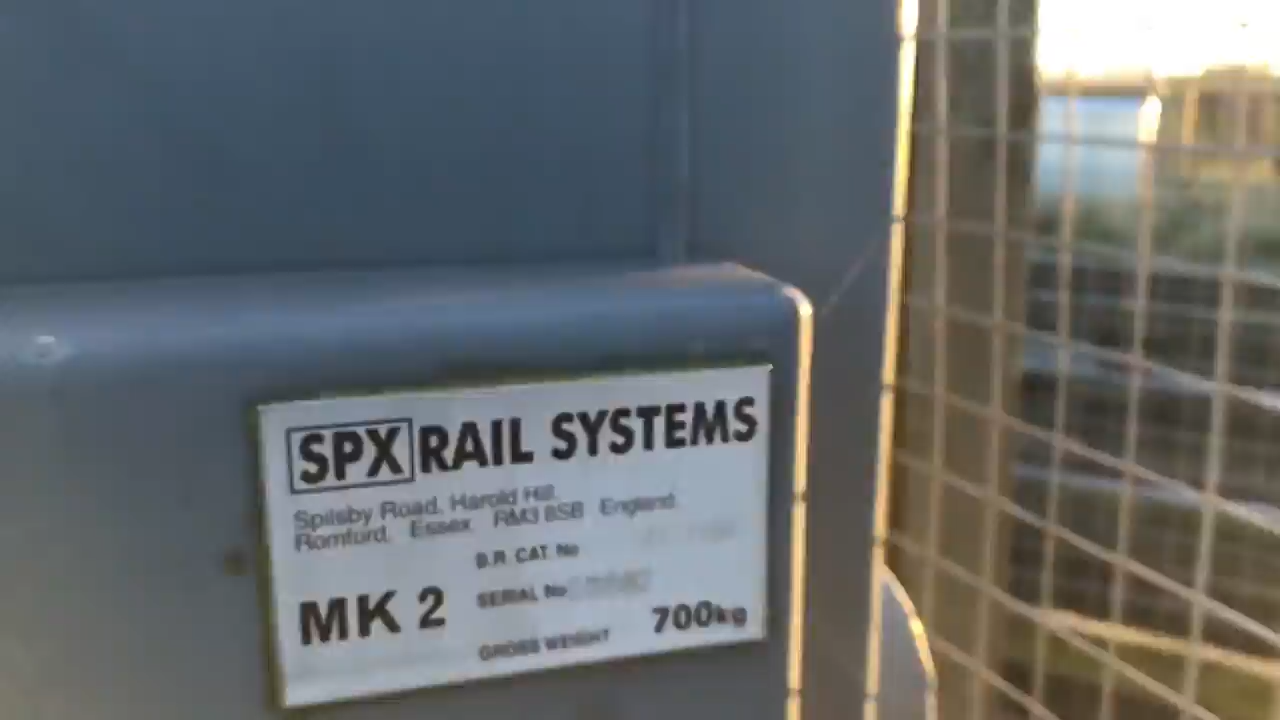 SPX RAIL SYSTEMS
Spilsby Road, Harold Hill,
Romford, Essex RM3 8SB England
B.R. CAT. No
MK 2 SERIAL No
GROSS WEIGHT 700kg